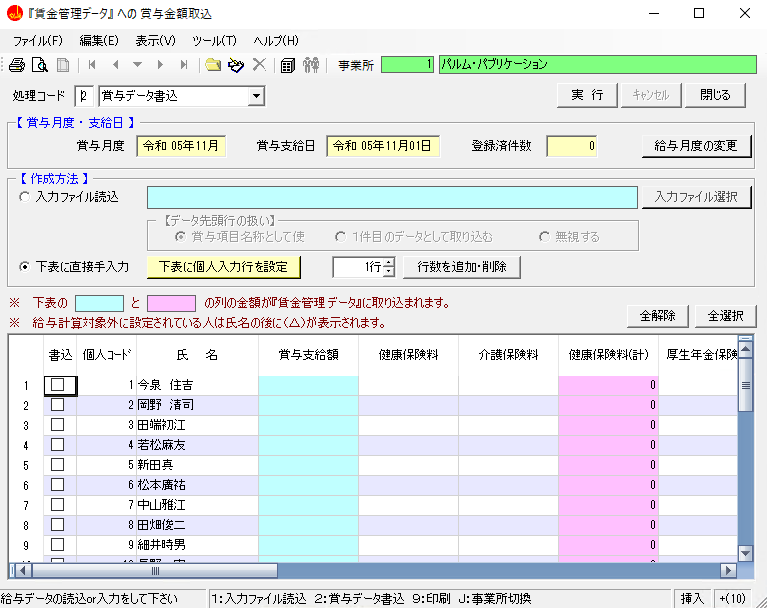 『賃金管理データ』への 賞与金額取込
ファイル(F) 編集(E) 表示(V) ツール(T) ヘルプ(H)
事業所 1 パルム・パブリケーション
処理コード 2 賞与データ書込 実 行 キャンセル 閉じる
【 賞与月度・支給日 】
賞与月度 令和 05年11月 賞与支給日 令和 05年11月01日 登録済件数 0 給与月度の変更
【 作成方法 】
入力ファイル読込 入力ファイル選択
【データ先頭行の扱い】
賞与項目名称として使 1件目のデータとして取り込む 無視する
下表に直接手入力 下表に個人入力行を設定 1行 行数を追加・削除
※ 下表の と の列の金額が『賃金管理データ』に取り込まれます。
※ 給与計算対象外に設定されている人は氏名の後に〈△〉が表示されます。
全解除 全選択
書込 個人コード 氏 名 賞与支給額 健康保険料 介護保険料 健康保険料(計) 厚生年金保険
1 1 今泉 住吉 0
2 2 岡野 清司 0
3 3 田端初江 0
4 4 若松麻友 0
5 5 新田真 0
6 6 松本廣祐 0
7 7 中山雅江 0
8 8 田畑俊二 0
9 9 細井時男 0
給与データの読込or入力をして下さい 1:入力ファイル読込 2:賞与データ書込 9:印刷 J:事業所切換 挿入 +(10)